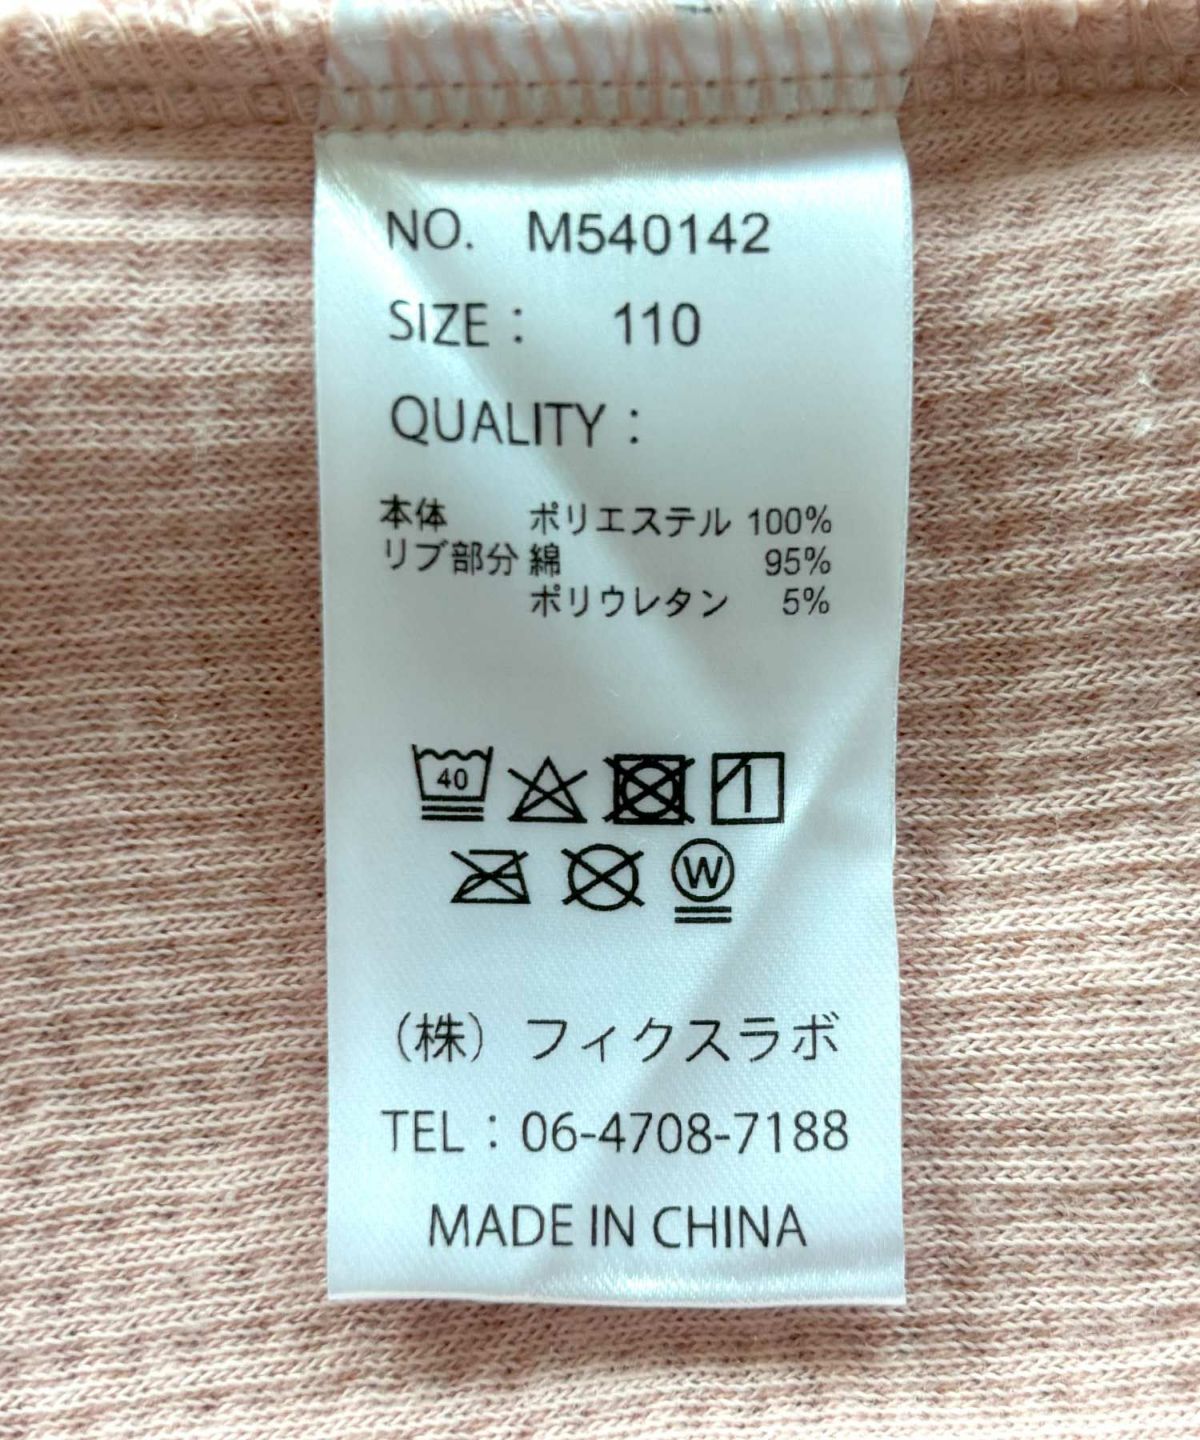 NO. M540142
SIZE： 110
QUALITY：
本体 ポリエステル 100%
リブ部分 綿 95%
ポリウレタン 5%
40
W
（株）フィクスラボ
TEL：06-4708-7188
MADE IN CHINA